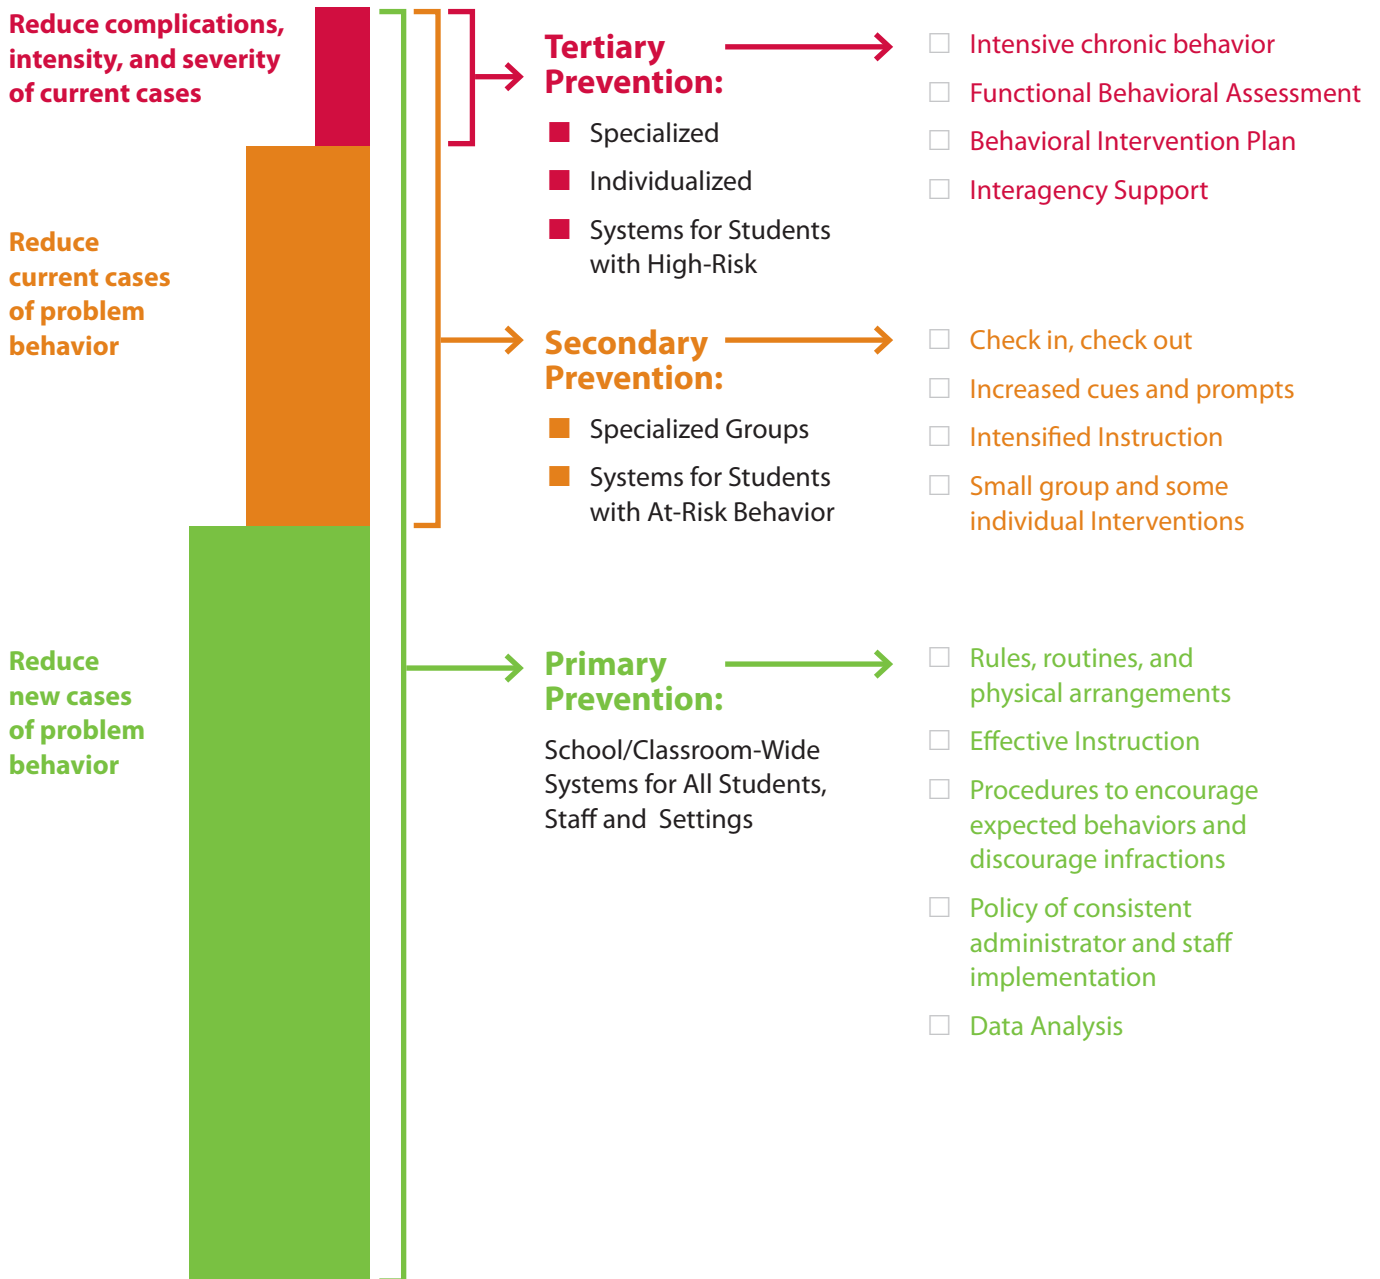 Reduce complications,
intensity, and severity
of current cases
Tertiary
Prevention:
Specialized
Individualized
Systems for Students
with High-Risk
Intensive chronic behavior
Functional Behavioral Assessment
Behavioral Intervention Plan
Interagency Support
Reduce
current cases
of problem
behavior
Secondary
Prevention:
Specialized Groups
Systems for Students
with At-Risk Behavior
Check in, check out
Increased cues and prompts
Intensified Instruction
Small group and some
individual Interventions
Reduce
new cases
of problem
behavior
Primary
Prevention:
School/Classroom-Wide
Systems for All Students,
Staff and Settings
Rules, routines, and
physical arrangements
Effective Instruction
Procedures to encourage
expected behaviors and
discourage infractions
Policy of consistent
administrator and staff
implementation
Data Analysis